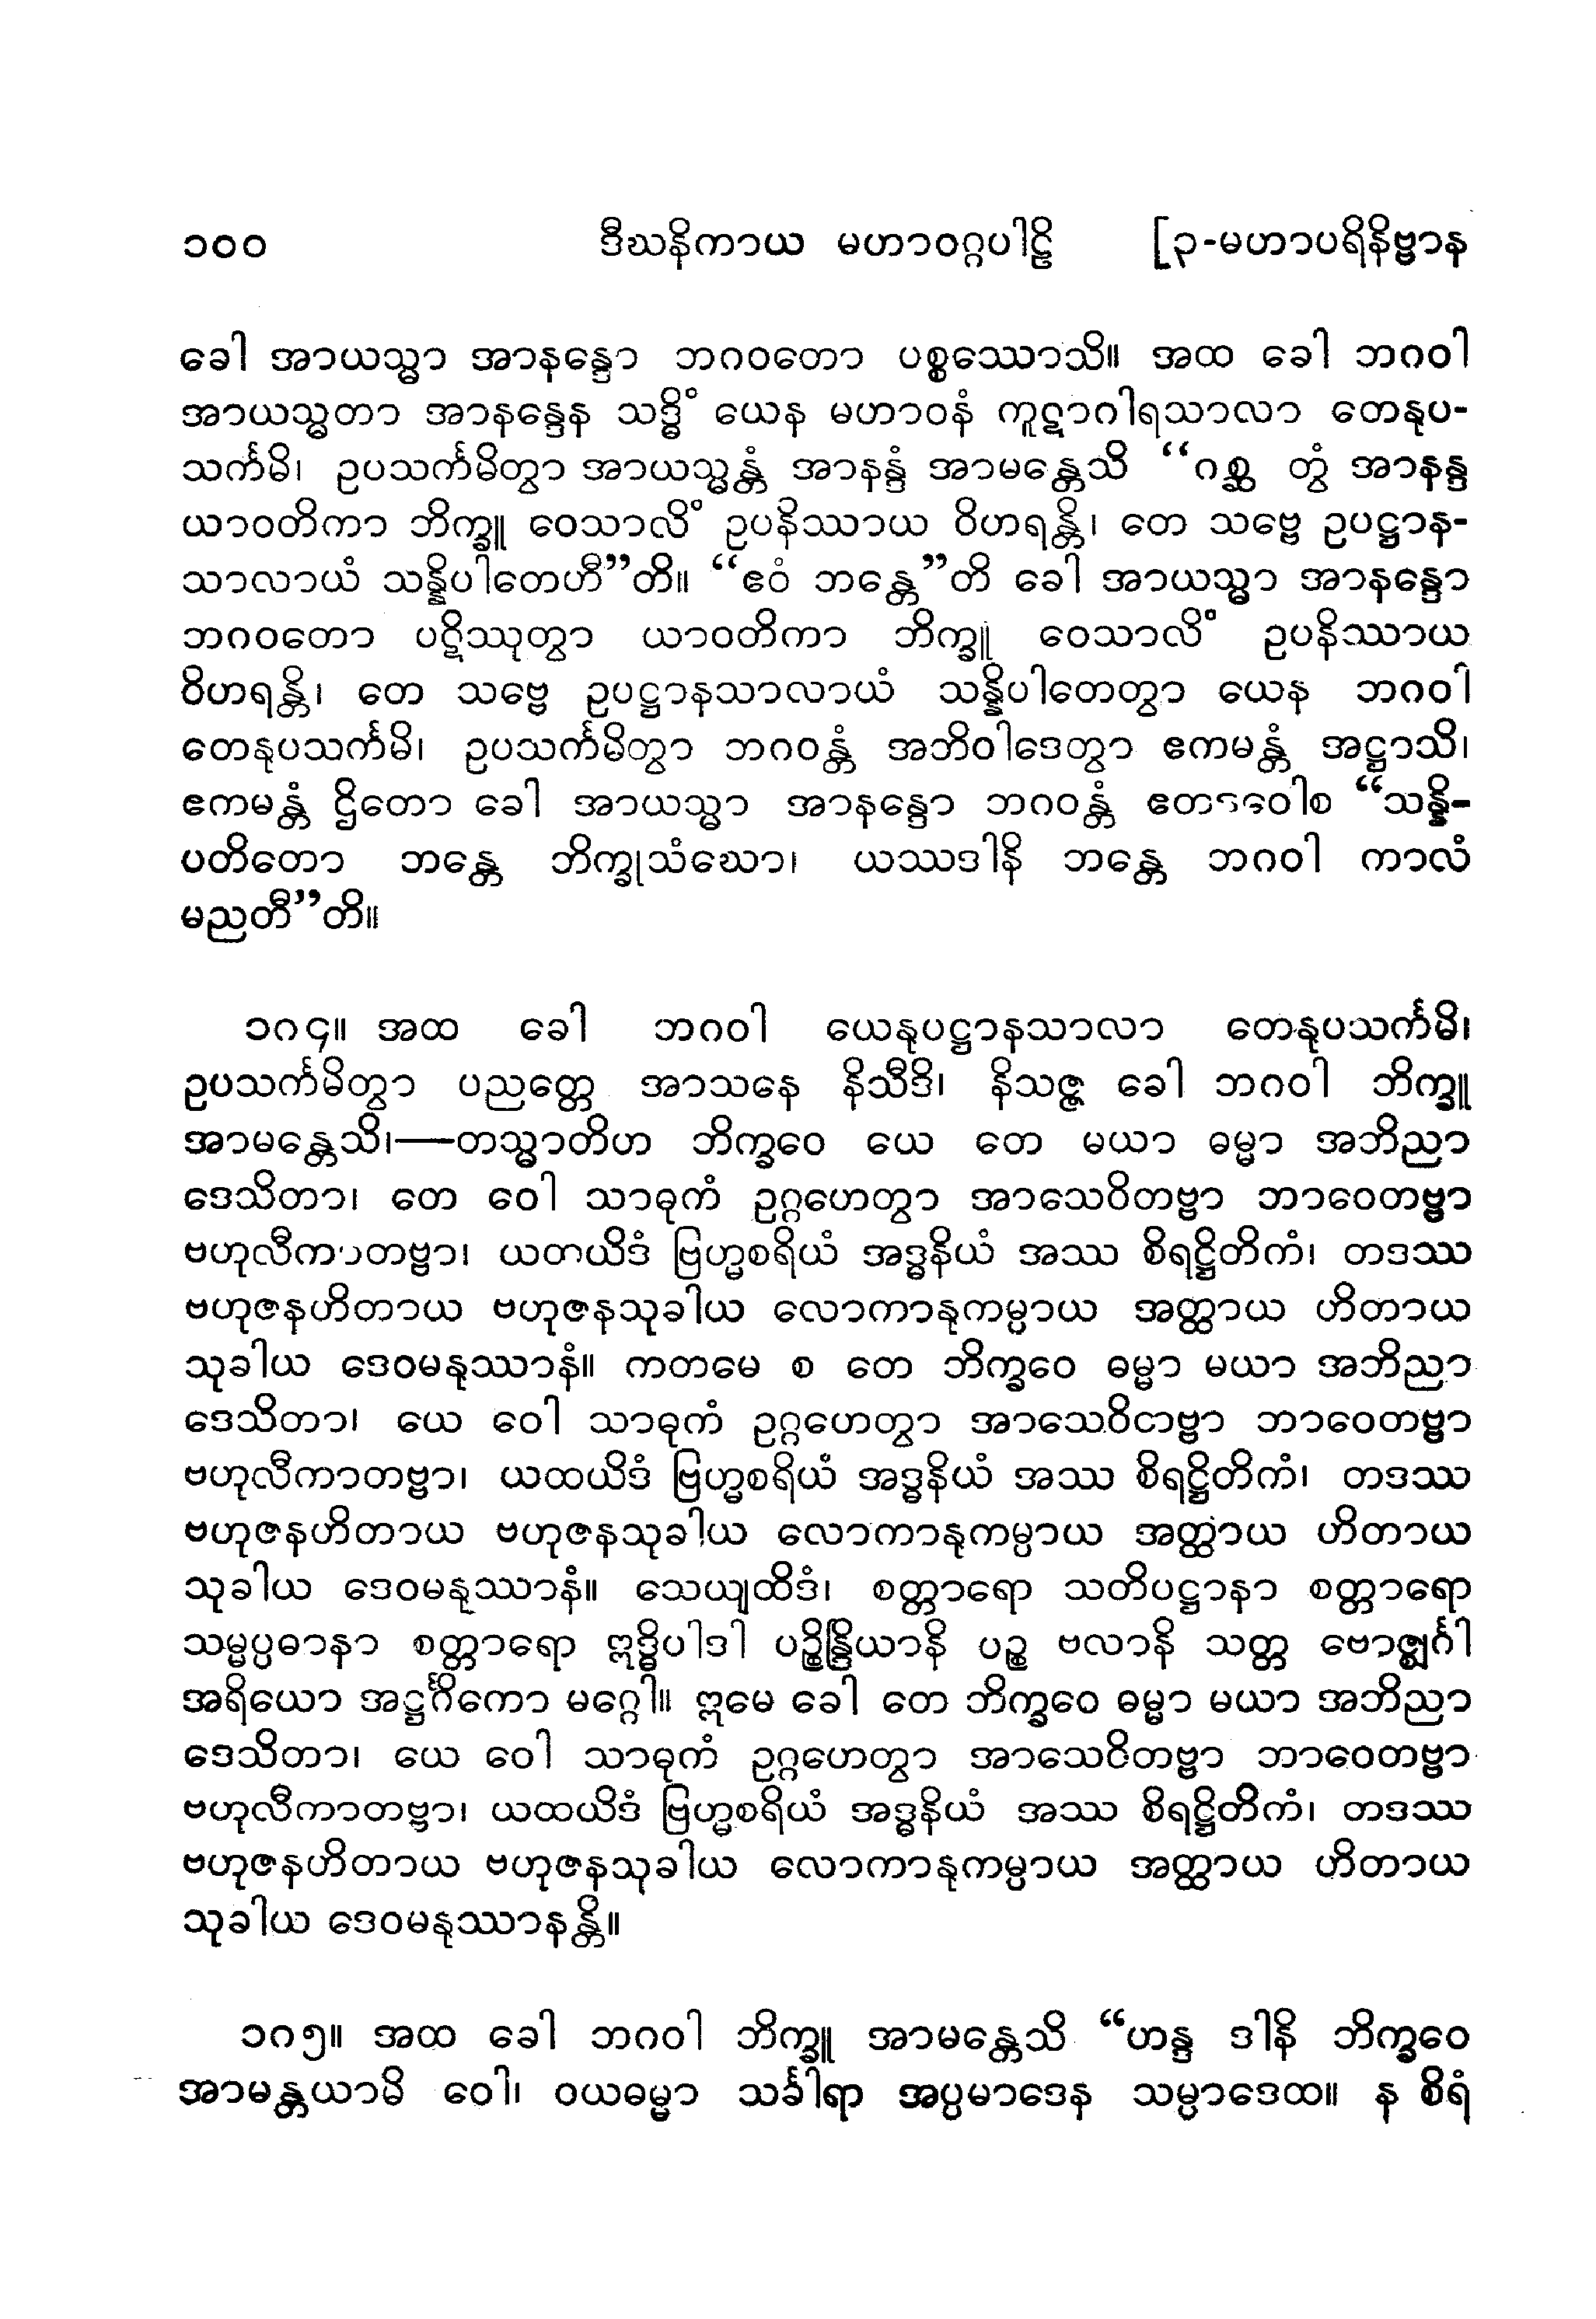 ၁၀၀ ဒီဃနိကာယ မဟာဝဂ္ဂပါဠိ [၃-မဟာပရိနိဗ္ဗာန
ခေါ အာယသ္မာ အာနန္ဒော ဘဂဝတော ပစ္စဿောသိ။ အထ ခေါ ဘဂဝါ
အာယသ္မတာ အာနန္ဒေန သဒ္ဓိံ ယေန မဟာဝနံ ကူဋာဂါရသာလာ တေနုပ-
သင်္ကမိ၊ ဥပသင်္ကမိတွာ အာယသ္မန္တံ အာနန္ဒံ အာမန္တေသိ “ဂစ္ဆ တွံ အာနန္ဒ
ယာဝတိကာ ဘိက္ခူ ဝေသာလိံ ဥပနိဿာယ ဝိဟရန္တိ၊ တေ သဗ္ဗေ ဥပဋ္ဌာန-
သာလာယံ သန္နိပါတေဟီ”တိ။ “ဧဝံ ဘန္တေ”တိ ခေါ အာယသ္မာ အာနန္ဒော
ဘဂဝတော ပဋိဿုတွာ ယာဝတိကာ ဘိက္ခူ ဝေသာလိံ ဥပနိဿာယ
ဝိဟရန္တိ၊ တေ သဗ္ဗေ ဥပဋ္ဌာနသာလာယံ သန္နိပါတေတွာ ယေန ဘဂဝါ
တေနုပသင်္ကမိ၊ ဥပသင်္ကမိတွာ ဘဂဝန္တံ အဘိဝါဒေတွာ ဧကမန္တံ အဋ္ဌာသိ၊
ဧကမန္တံ ဌိတော ခေါ အာယသ္မာ အာနန္ဒော ဘဂဝန္တံ ဧတဒဝေါစ “သန္နိ-
ပတိတော ဘန္တေ ဘိက္ခုသံဃော၊ ယဿဒါနိ ဘန္တေ ဘဂဝါ ကာလံ
မညတီ”တိ။
၁၈၄။ အထ ခေါ ဘဂဝါ ယေနုပဋ္ဌာနသာလာ တေနုပသင်္ကမိ၊
ဥပသင်္ကမိတွာ ပညတ္တေ အာသနေ နိသီဒိ၊ နိသဇ္ဇ ခေါ ဘဂဝါ ဘိက္ခူ
အာမန္တေသိ၊—တသ္မာတိဟ ဘိက္ခဝေ ယေ တေ မယာ ဓမ္မာ အဘိညာ
ဒေသိတာ၊ တေ ဝေါ သာဓုကံ ဥဂ္ဂဟေတွာ အာသေဝိတဗ္ဗာ ဘာဝေတဗ္ဗာ
ဗဟုလီကာတဗ္ဗာ၊ ယထယိဒံ ဗြဟ္မစရိယံ အဒ္ဓနိယံ အဿ စိရဋ္ဌိတိကံ၊ တဒဿ
ဗဟုဇနဟိတာယ ဗဟုဇနသုခါယ လောကာနုကမ္ပာယ အတ္ထာယ ဟိတာယ
သုခါယ ဒေဝမနုဿာနံ။ ကတမေ စ တေ ဘိက္ခဝေ ဓမ္မာ မယာ အဘိညာ
ဒေသိတာ၊ ယေ ဝေါ သာဓုကံ ဥဂ္ဂဟေတွာ အာသေဝိတဗ္ဗာ ဘာဝေတဗ္ဗာ
ဗဟုလီကာတဗ္ဗာ၊ ယထယိဒံ ဗြဟ္မစရိယံ အဒ္ဓနိယံ အဿ စိရဋ္ဌိတိကံ၊ တဒဿ
ဗဟုဇနဟိတာယ ဗဟုဇနသုခါယ လောကာနုကမ္ပာယ အတ္ထာယ ဟိတာယ
သုခါယ ဒေဝမနုဿာနံ။ သေယျထိဒံ၊ စတ္တာရော သတိပဋ္ဌာနာ စတ္တာရော
သမ္မပ္ပဓာနာ စတ္တာရော ဣဒ္ဓိပါဒါ ပဉ္စိန္ဒြိယာနိ ပဉ္စ ဗလာနိ သတ္တ ဗောဇ္ဈင်္ဂါ
အရိယော အဋ္ဌင်္ဂိကော မဂ္ဂေါ။ ဣမေ ခေါ တေ ဘိက္ခဝေ ဓမ္မာ မယာ အဘိညာ
ဒေသိတာ၊ ယေ ဝေါ သာဓုကံ ဥဂ္ဂဟေတွာ အာသေဝိတဗ္ဗာ ဘာဝေတဗ္ဗာ
ဗဟုလီကာတဗ္ဗာ၊ ယထယိဒံ ဗြဟ္မစရိယံ အဒ္ဓနိယံ အဿ စိရဋ္ဌိတိကံ၊ တဒဿ
ဗဟုဇနဟိတာယ ဗဟုဇနသုခါယ လောကာနုကမ္ပာယ အတ္ထာယ ဟိတာယ
သုခါယ ဒေဝမနုဿာနန္တိ။
၁၈၅။ အထ ခေါ ဘဂဝါ ဘိက္ခူ အာမန္တေသိ “ဟန္ဒ ဒါနိ ဘိက္ခဝေ
အာမန္တယာမိ ဝေါ၊ ဝယဓမ္မာ သင်္ခါရာ အပ္ပမာဒေန သမ္ပာဒေထ။ န စိရံ